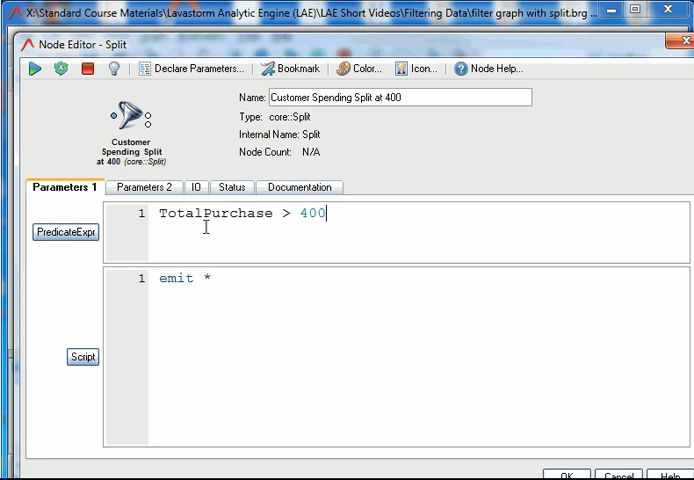 X:\Standard Course Materials\Lavastorm Analytic Engine (LAE)\LAE Short Videos\Filtering Data\filter graph with split.brg ...
Node Editor - Split
Declare Parameters... Bookmark Color... Icon... Node Help...
Name: Customer Spending Split at 400
Type: core::Split
Internal Name: Split
Node Count: N/A
Customer
Spending Split
at 400 (core::Split)
Parameters 1 Parameters 2 IO Status Documentation
PredicateExpr
1 TotalPurchase > 400
1 emit *
Script
OK Cancel Help